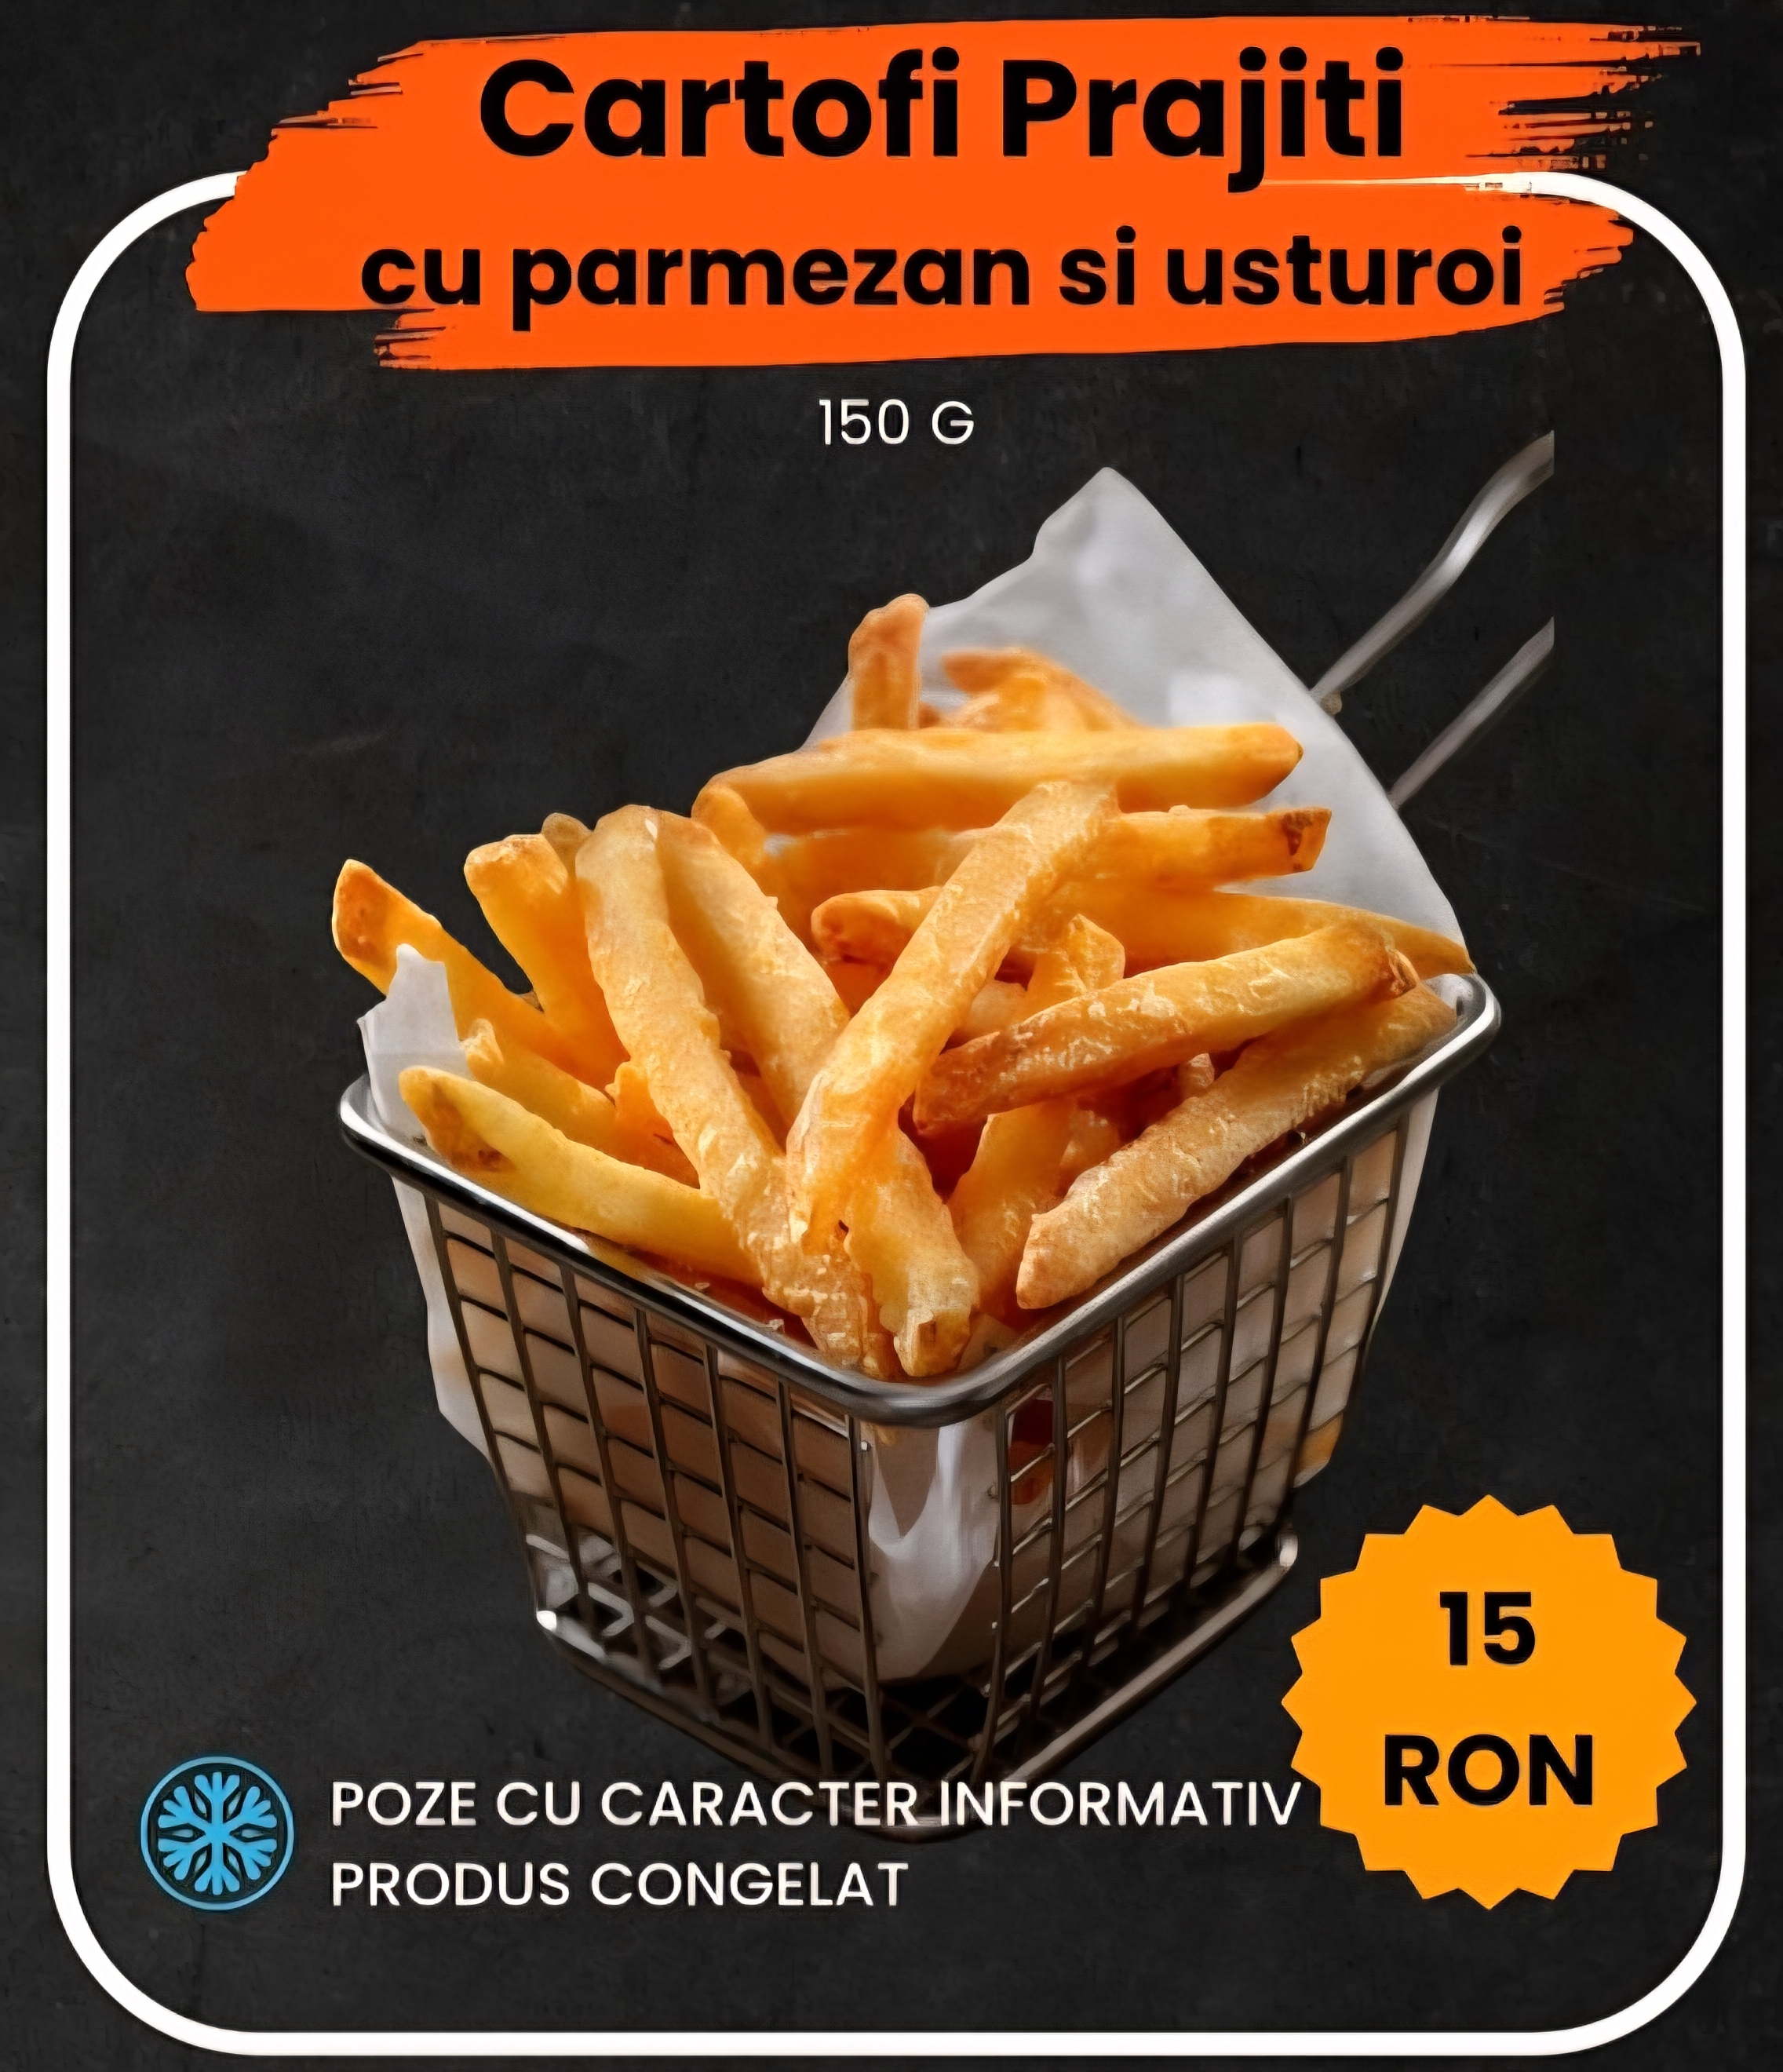 Cartofi Prajiti
cu parmezan si usturoi
150 G
15
RON
POZE CU CARACTER INFORMATIV
PRODUS CONGELAT